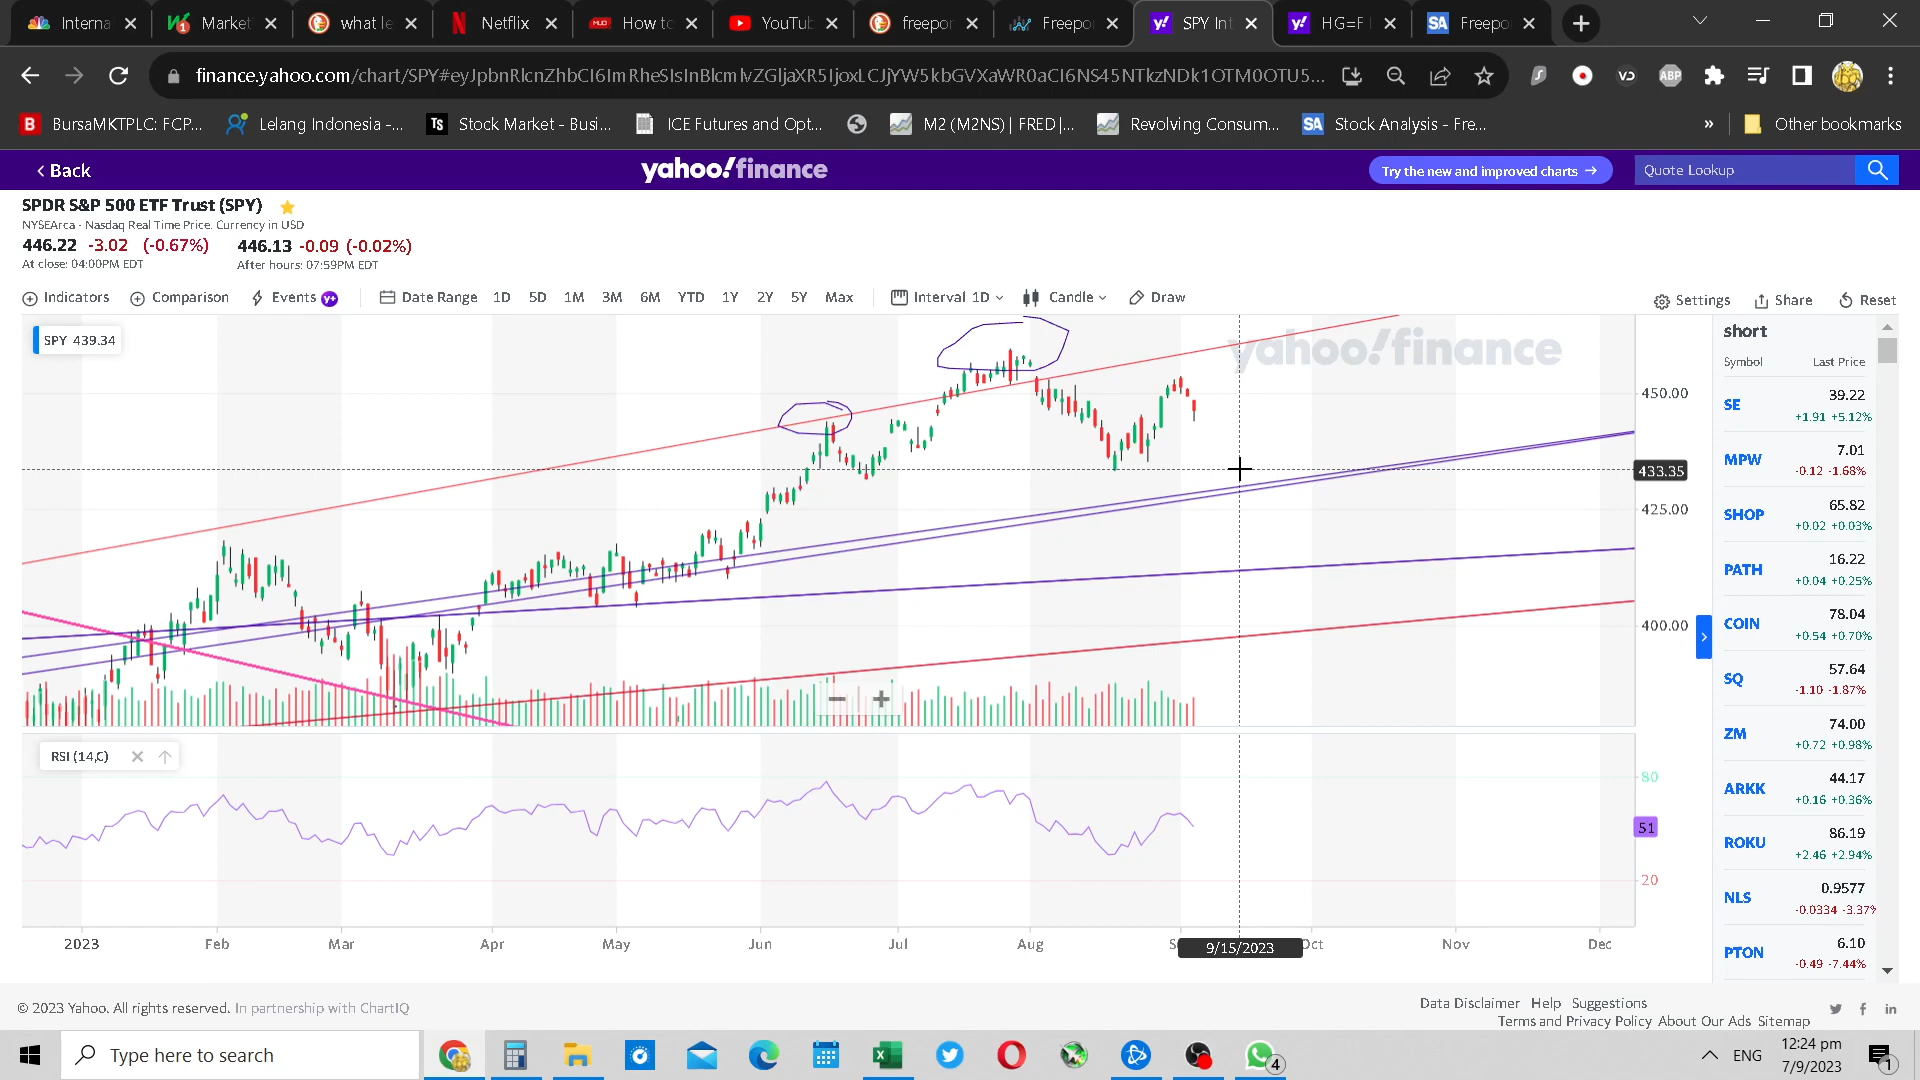 Interna
Market
what le
Netflix
How to
YouTub
freepor
Freepor
SPY Int
HG=F
Freepo
finance.yahoo.com/chart/SPY#eyJpbnRlcnZhbCI6ImRheSIsInBlcmlvZGljaXR5IjoxLCJjYW5kbGVXaWR0aCI6NS45NTkzNDk1OTM0OTU5...
BursaMKTPLC: FCP...
Lelang Indonesia -...
Stock Market - Busi...
ICE Futures and Opt...
M2 (M2NS) | FRED |...
Revolving Consum...
Stock Analysis - Fre...
»
Other bookmarks
< Back
yahoo!finance
Try the new and improved charts →
Quote Lookup
SPDR S&P 500 ETF Trust (SPY)
NYSEArca - Nasdaq Real Time Price. Currency in USD
446.22 -3.02 (-0.67%) 446.13 -0.09 (-0.02%)
At close: 04:00PM EDT After hours: 07:59PM EDT
Indicators Comparison Events Date Range 1D 5D 1M 3M 6M YTD 1Y 2Y 5Y Max Interval 1D Candle Draw Settings Share Reset
SPY 439.34
yahoo!finance
450.00
433.35
425.00
400.00
RSI (14,C)
80
51
20
2023 Feb Mar Apr May Jun Jul Aug 9/15/2023 Oct Nov Dec
short
Symbol Last Price
SE 39.22
+1.91 +5.12%
MPW 7.01
-0.12 -1.68%
SHOP 65.82
+0.02 +0.03%
PATH 16.22
+0.04 +0.25%
COIN 78.04
+0.54 +0.70%
SQ 57.64
-1.10 -1.87%
ZM 74.00
+0.72 +0.98%
ARKK 44.17
+0.16 +0.36%
ROKU 86.19
+2.46 +2.94%
NLS 0.9577
-0.0334 -3.37%
PTON 6.10
-0.49 -7.44%
© 2023 Yahoo. All rights reserved. In partnership with ChartIQ
Data Disclaimer Help Suggestions
Terms and Privacy Policy About Our Ads Sitemap
Type here to search
4
ENG
12:24 pm
7/9/2023
1